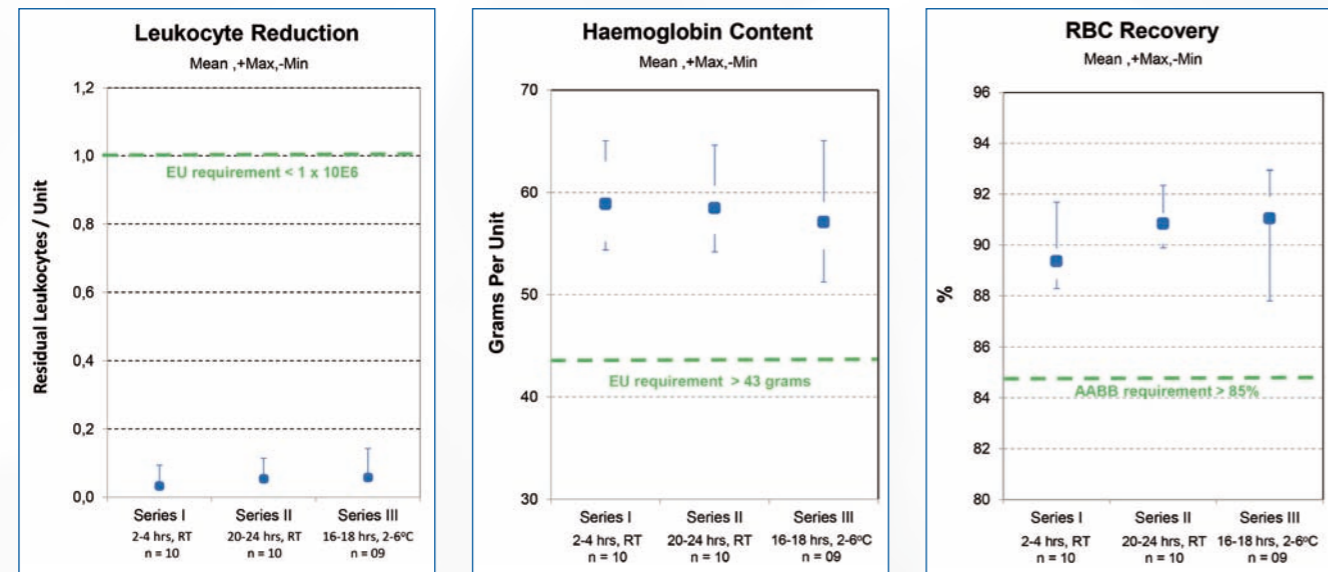 Leukocyte Reduction
Mean ,+Max,-Min
Residual Leukocytes / Unit
1,2
1,0
0,8
0,6
0,4
0,2
0,0
EU requirement < 1 x 10E6
Series I
2-4 hrs, RT
n = 10
Series II
20-24 hrs, RT
n = 10
Series III
16-18 hrs, 2-6ºC
n = 09
Haemoglobin Content
Mean ,+Max,-Min
Grams Per Unit
70
60
50
40
30
EU requirement > 43 grams
Series I
2-4 hrs, RT
n = 10
Series II
20-24 hrs, RT
n = 10
Series III
16-18 hrs, 2-6ºC
n = 09
RBC Recovery
Mean ,+Max,-Min
%
96
94
92
90
88
86
84
82
80
AABB requirement > 85%
Series I
2-4 hrs, RT
n = 10
Series II
20-24 hrs, RT
n = 10
Series III
16-18 hrs, 2-6ºC
n = 09